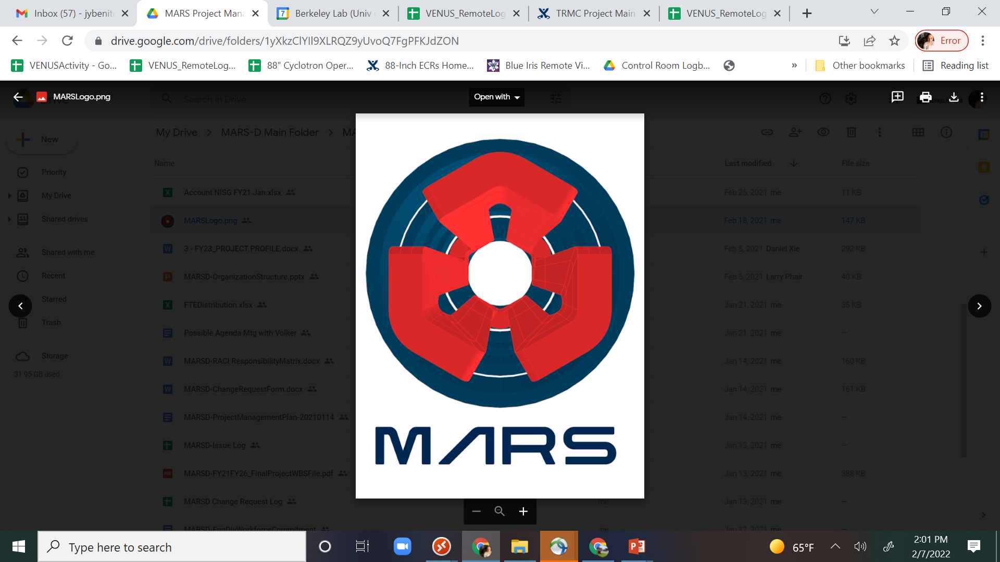 Inbox (57) - jybenit
MARS Project Mana
Berkeley Lab (Univ
VENUS_RemoteLog
TRMC Project Main
VENUS_RemoteLog
drive.google.com/drive/folders/1yXkzClYIl9XLRQZ9yUvoQ7FgPFKJdZON
Error
VENUSActivity - Go...
VENUS_RemoteLog...
88" Cyclotron Oper...
88-Inch ECRs Home...
Blue Iris Remote Vi...
Control Room Logb...
Other bookmarks
Reading list
MARSLogo.png
Search in Drive
Open with
New
My Drive > MARS-D Main Folder > MA
Name
Last modified
File size
Priority
My Drive
Shared drives
Shared with me
Recent
Starred
Trash
Storage
31.95 GB used
Account NISG FY21 Jan.xlsx Feb 25, 2021 me 11 KB
MARSLogo.png Feb 18, 2021 me 147 KB
3 - FY23_PROJECT PROFILE.docx Feb 5, 2021 Daniel Xie 292 KB
MARSD-OrganizationStructure.pptx Feb 5, 2021 Larry Phair 40 KB
FTEDistribution.xlsx Jan 21, 2021 me 35 KB
Possible Agenda Mtg with Volker Jan 21, 2021 me —
MARSD-RACI ResponsibilityMatrix.docx Jan 14, 2021 me 160 KB
MARSD-ChangeRequestForm.docx Jan 14, 2021 me 161 KB
MARSD-ProjectManagementPlan-20210114 Jan 14, 2021 me —
MARSD-Issue Log Jan 13, 2021 me —
MARSD-FY21FY26_FinalProjectWBSFile.pdf Jan 13, 2021 me 388 KB
MARSD Change Request Log me Jan 13, 2021 me —
MARSD-EngDivWorkforceCommitment me Jan 12, 2021 me
MARS
Type here to search
65°F
2:01 PM
2/7/2022